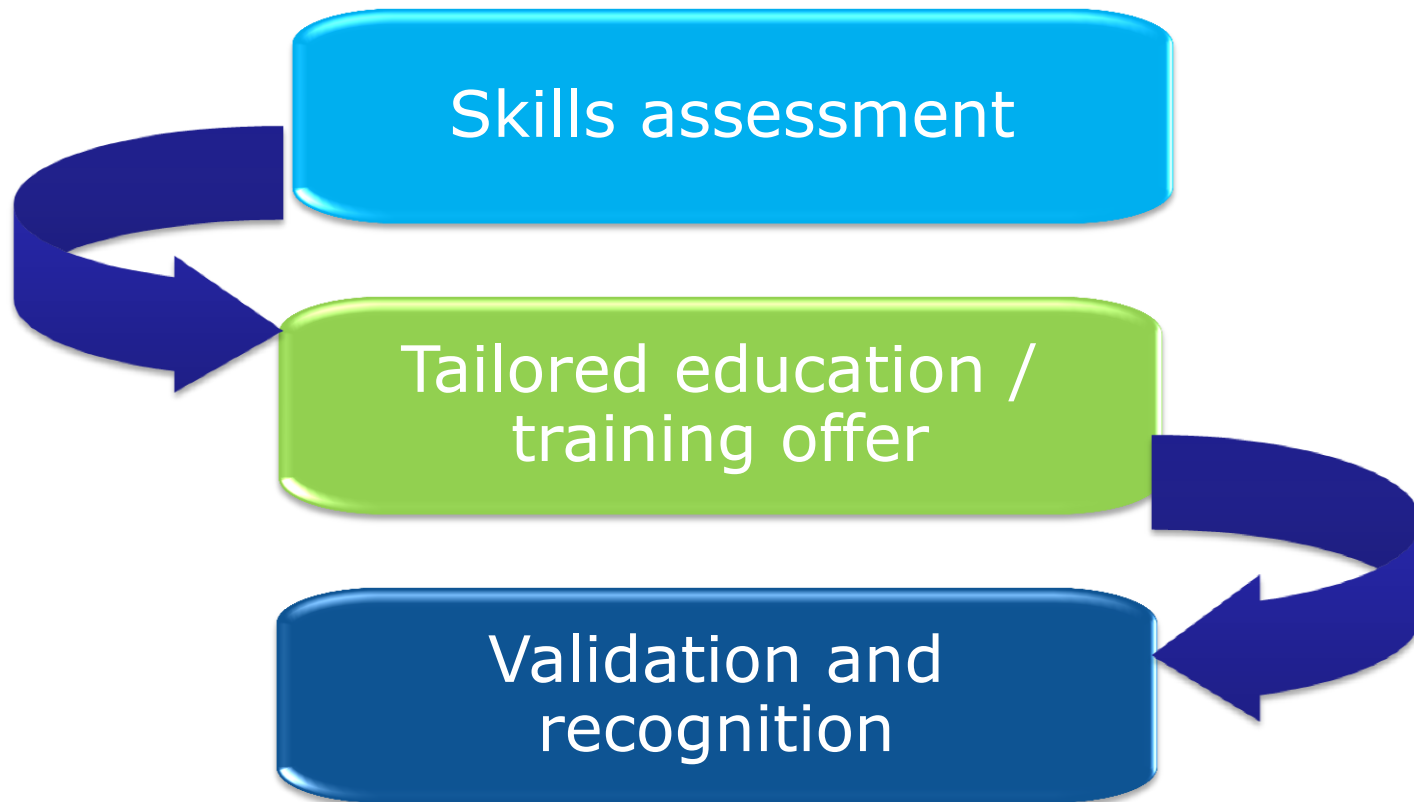 Skills assessment
Tailored education /
training offer
Validation and
recognition